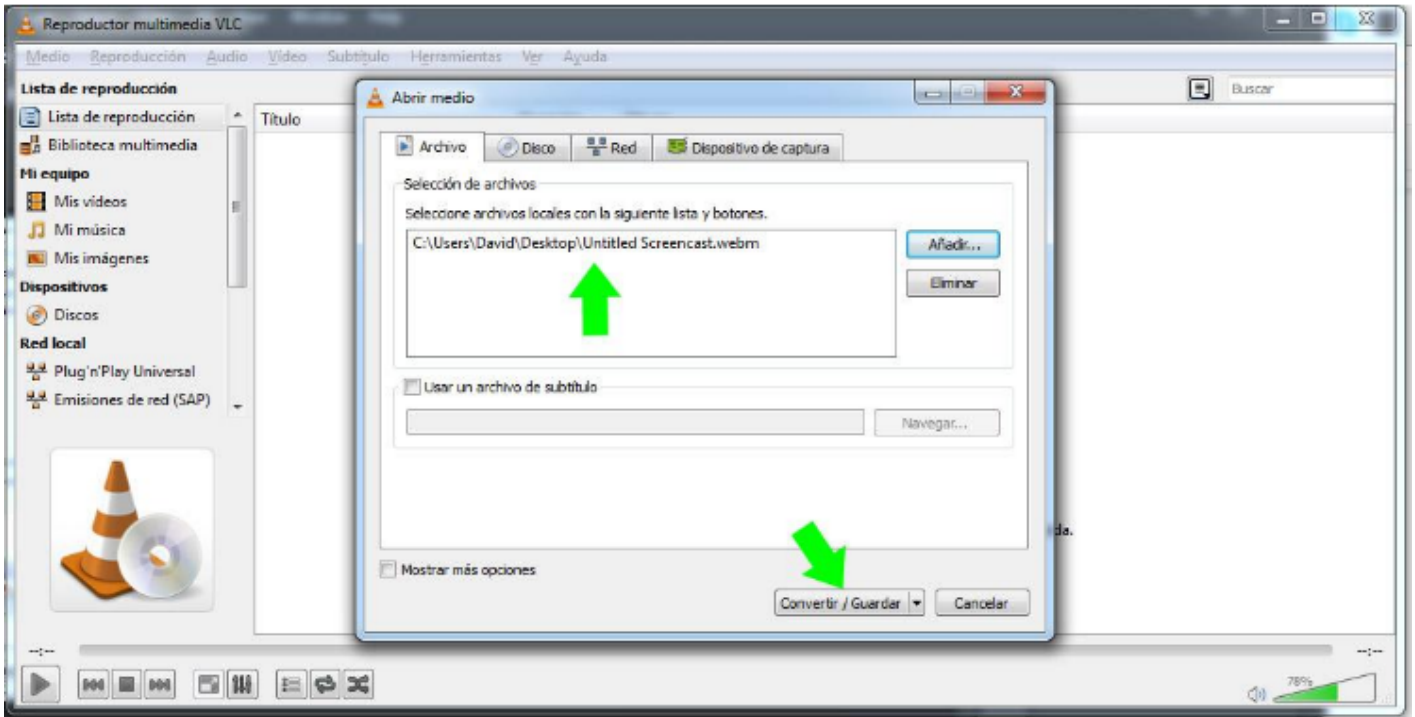 Reproductor multimedia VLC
Medio Reproducción Audio Vídeo Subtítulo Herramientas Ver Ayuda
Lista de reproducción
Buscar
Lista de reproducción
Título
Biblioteca multimedia
Mi equipo
Mis vídeos
Mi música
Mis imágenes
Dispositivos
Discos
Red local
Plug'n'Play Universal
Emisiones de red (SAP)
Abrir medio
Archivo Disco Red Dispositivo de captura
Selección de archivos
Seleccione archivos locales con la siguiente lista y botones.
C:\Users\David\Desktop\Untitled Screencast.webm
Añadir...
Eliminar
Usar un archivo de subtítulo
Navegar...
da.
Mostrar más opciones
Convertir / Guardar Cancelar
--:-- --:--
78%